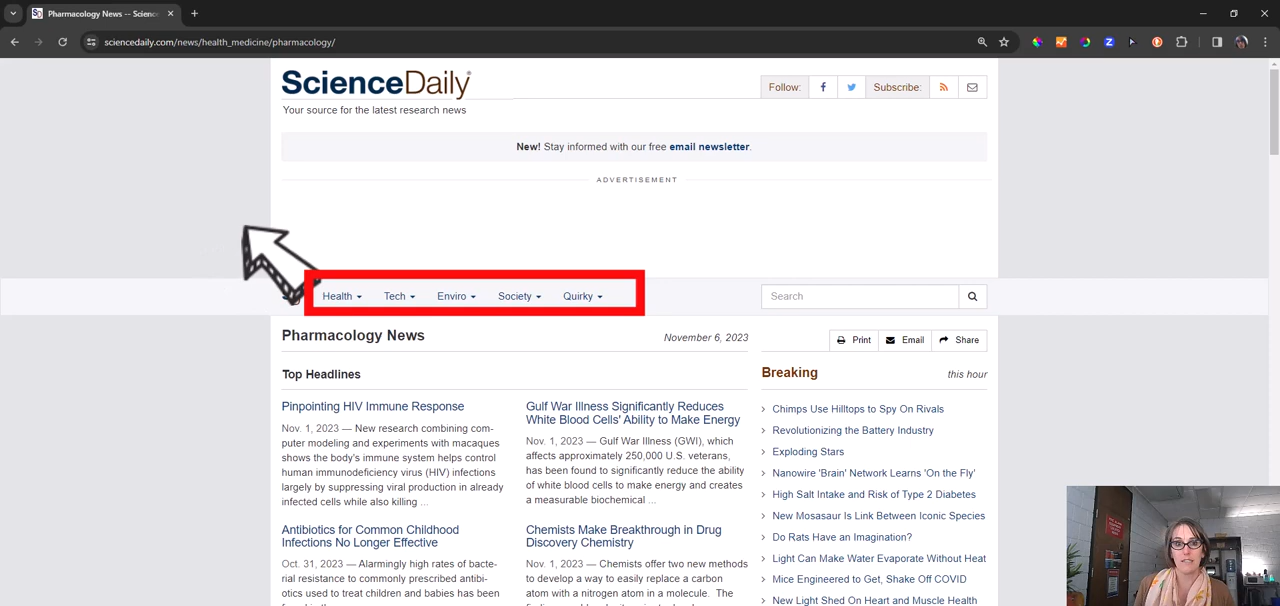 Pharmacology News -- Scienc
sciencedaily.com/news/health_medicine/pharmacology/
ScienceDaily®
Your source for the latest research news
Follow:
Subscribe:
New! Stay informed with our free email newsletter.
ADVERTISEMENT
Health Tech Enviro Society Quirky
Search
Pharmacology News
November 6, 2023
Print Email Share
Top Headlines
Pinpointing HIV Immune Response
Nov. 1, 2023 — New research combining com-
puter modeling and experiments with macaques
shows the body's immune system helps control
human immunodeficiency virus (HIV) infections
largely by suppressing viral production in already
infected cells while also killing ...
Antibiotics for Common Childhood
Infections No Longer Effective
Oct. 31, 2023 — Alarmingly high rates of bacte-
rial resistance to commonly prescribed antibi-
otics used to treat children and babies has been
Gulf War Illness Significantly Reduces
White Blood Cells' Ability to Make Energy
Nov. 1, 2023 — Gulf War Illness (GWI), which
affects approximately 250,000 U.S. veterans,
has been found to significantly reduce the ability
of white blood cells to make energy and creates
a measurable biochemical ...
Chemists Make Breakthrough in Drug
Discovery Chemistry
Nov. 1, 2023 — Chemists offer two new methods
to develop a way to easily replace a carbon
atom with a nitrogen atom in a molecule. The
Breaking
this hour
Chimps Use Hilltops to Spy On Rivals
Revolutionizing the Battery Industry
Exploding Stars
Nanowire 'Brain' Network Learns 'On the Fly'
High Salt Intake and Risk of Type 2 Diabetes
New Mosasaur Is Link Between Iconic Species
Do Rats Have an Imagination?
Light Can Make Water Evaporate Without Heat
Mice Engineered to Get, Shake Off COVID
New Light Shed On Heart and Muscle Health